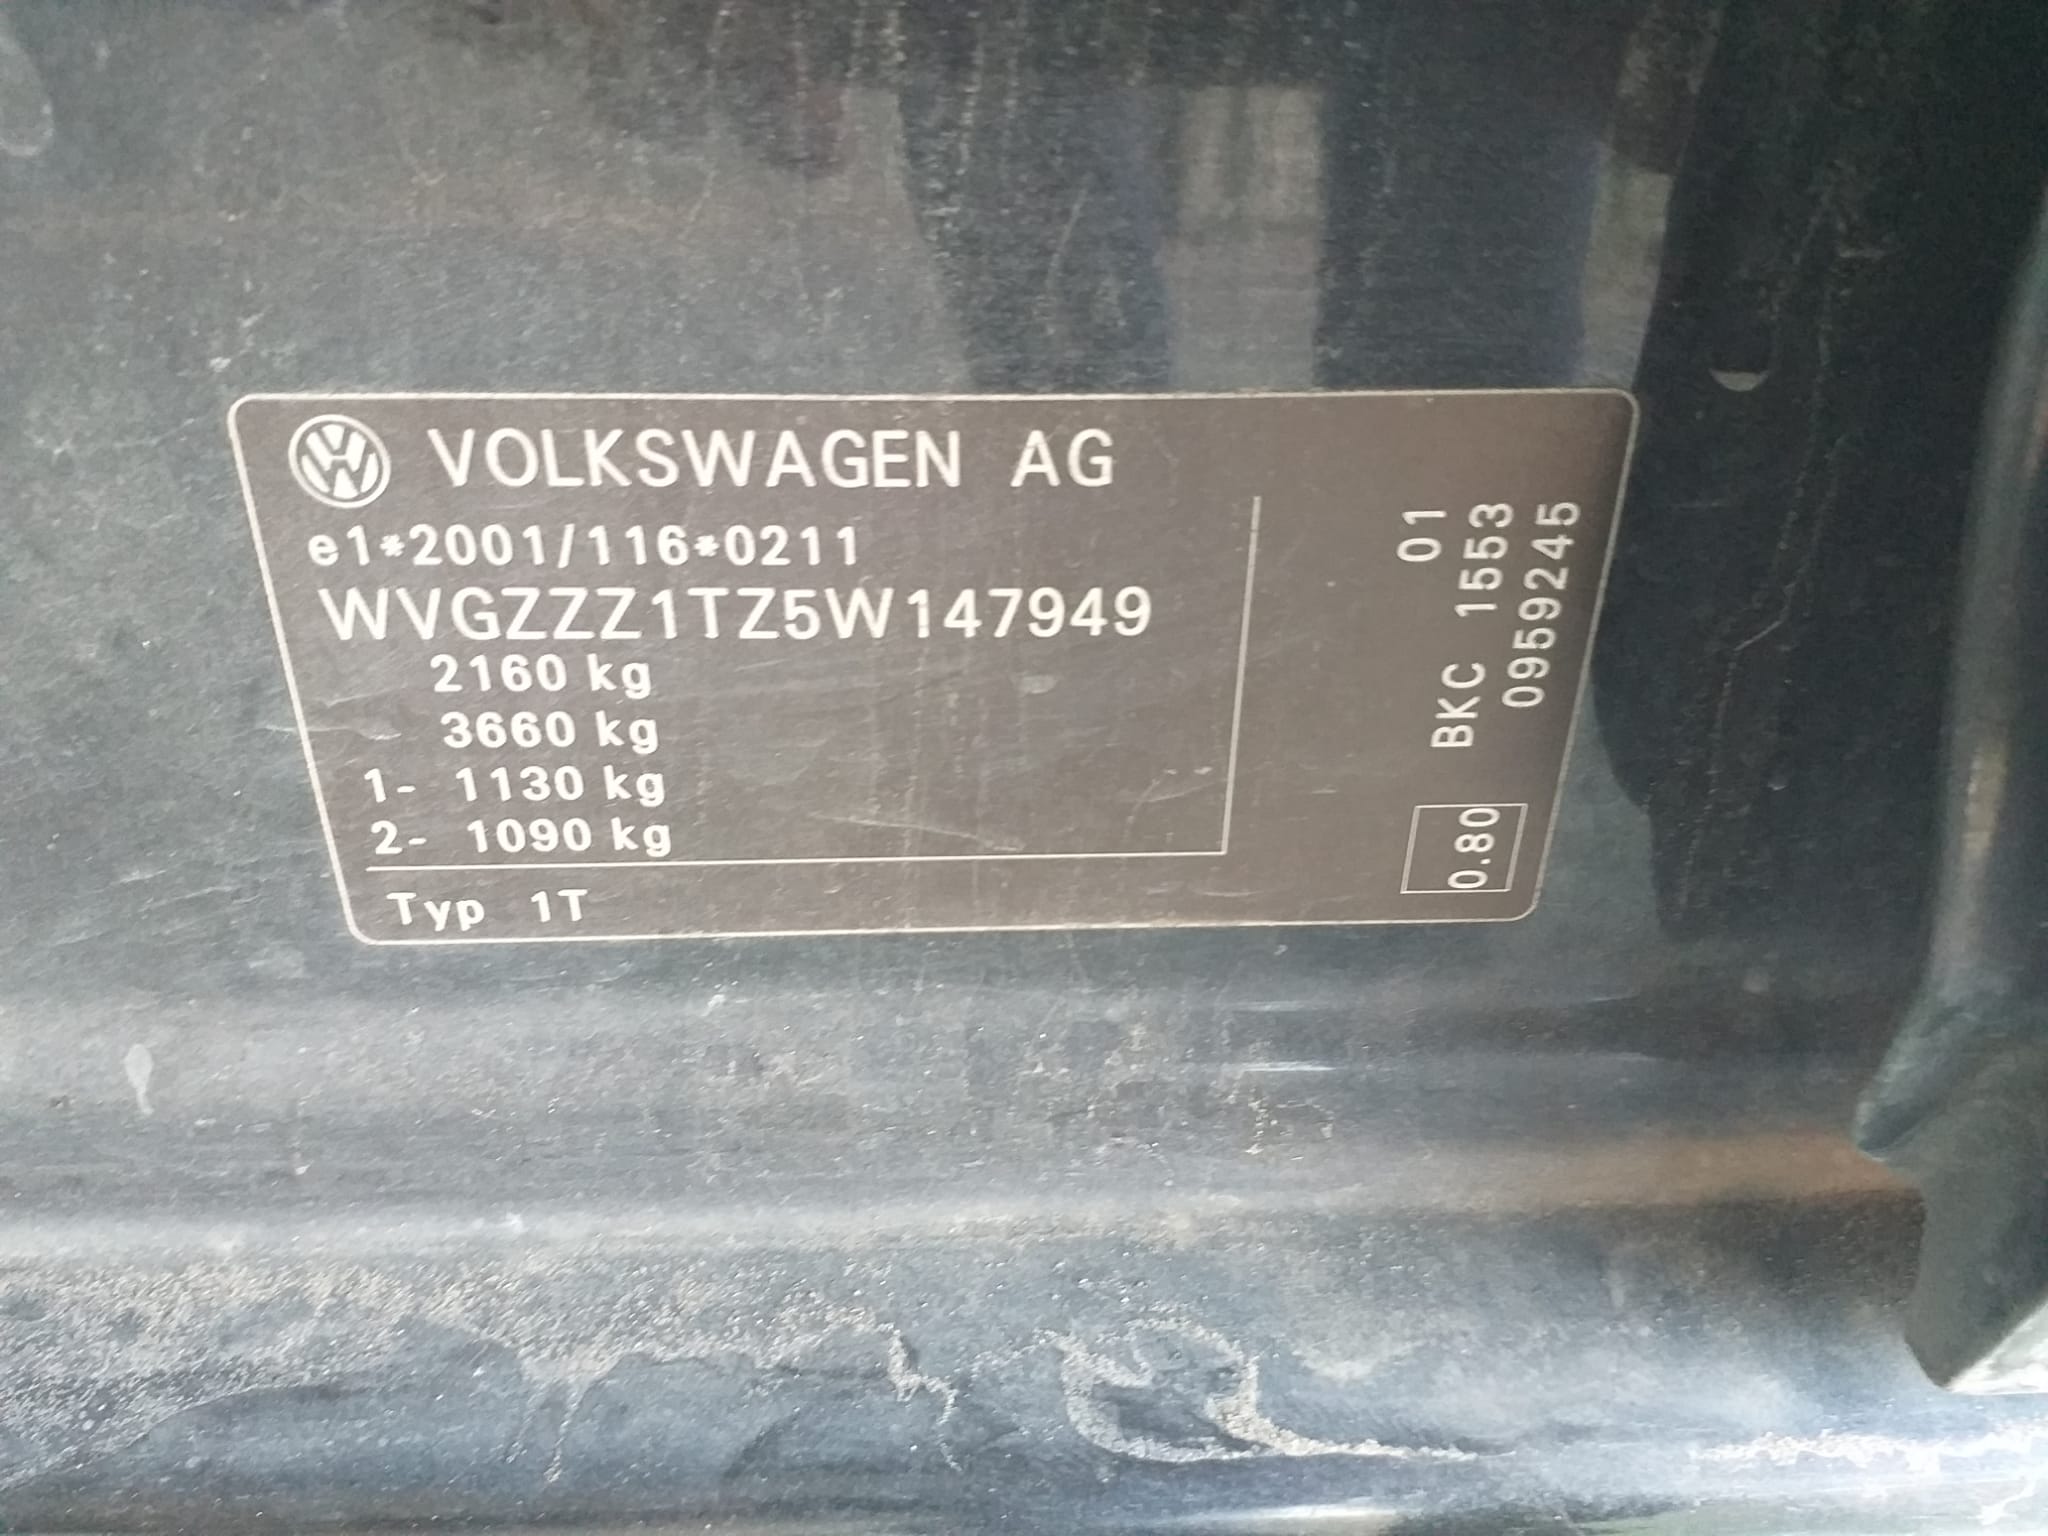 VOLKSWAGEN AG
e1*2001/116*0211
WVGZZZ1TZ5W147949
2160 kg
3660 kg
1- 1130 kg
2- 1090 kg
Typ 1T
01
BKC 1553
0959245
0.80